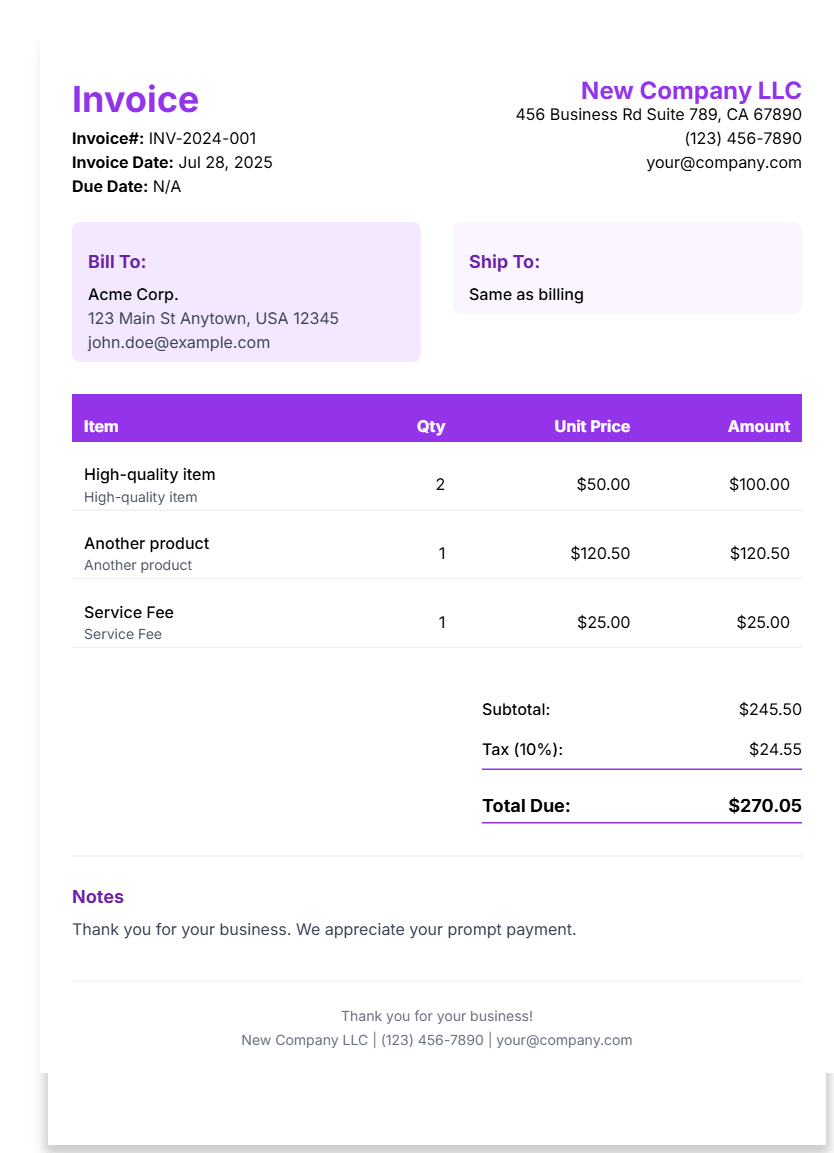 Invoice
Invoice#: INV-2024-001
Invoice Date: Jul 28, 2025
Due Date: N/A
New Company LLC
456 Business Rd Suite 789, CA 67890
(123) 456-7890
your@company.com
Bill To:
Acme Corp.
123 Main St Anytown, USA 12345
john.doe@example.com
Ship To:
Same as billing
Item Qty Unit Price Amount
High-quality item 2 $50.00 $100.00
High-quality item
Another product 1 $120.50 $120.50
Another product
Service Fee 1 $25.00 $25.00
Service Fee
Subtotal: $245.50
Tax (10%): $24.55
Total Due: $270.05
Notes
Thank you for your business. We appreciate your prompt payment.
Thank you for your business!
New Company LLC | (123) 456-7890 | your@company.com